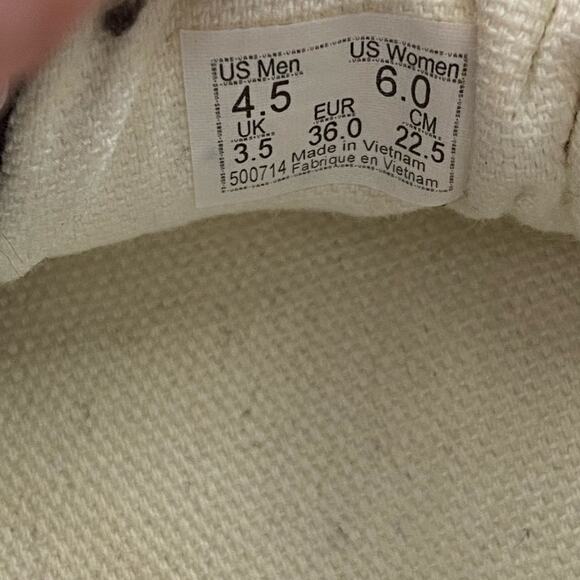 US Men US Women
4.5 6.0
UK EUR CM
3.5 36.0 22.5
Made in Vietnam
500714 Fabrique en Vietnam